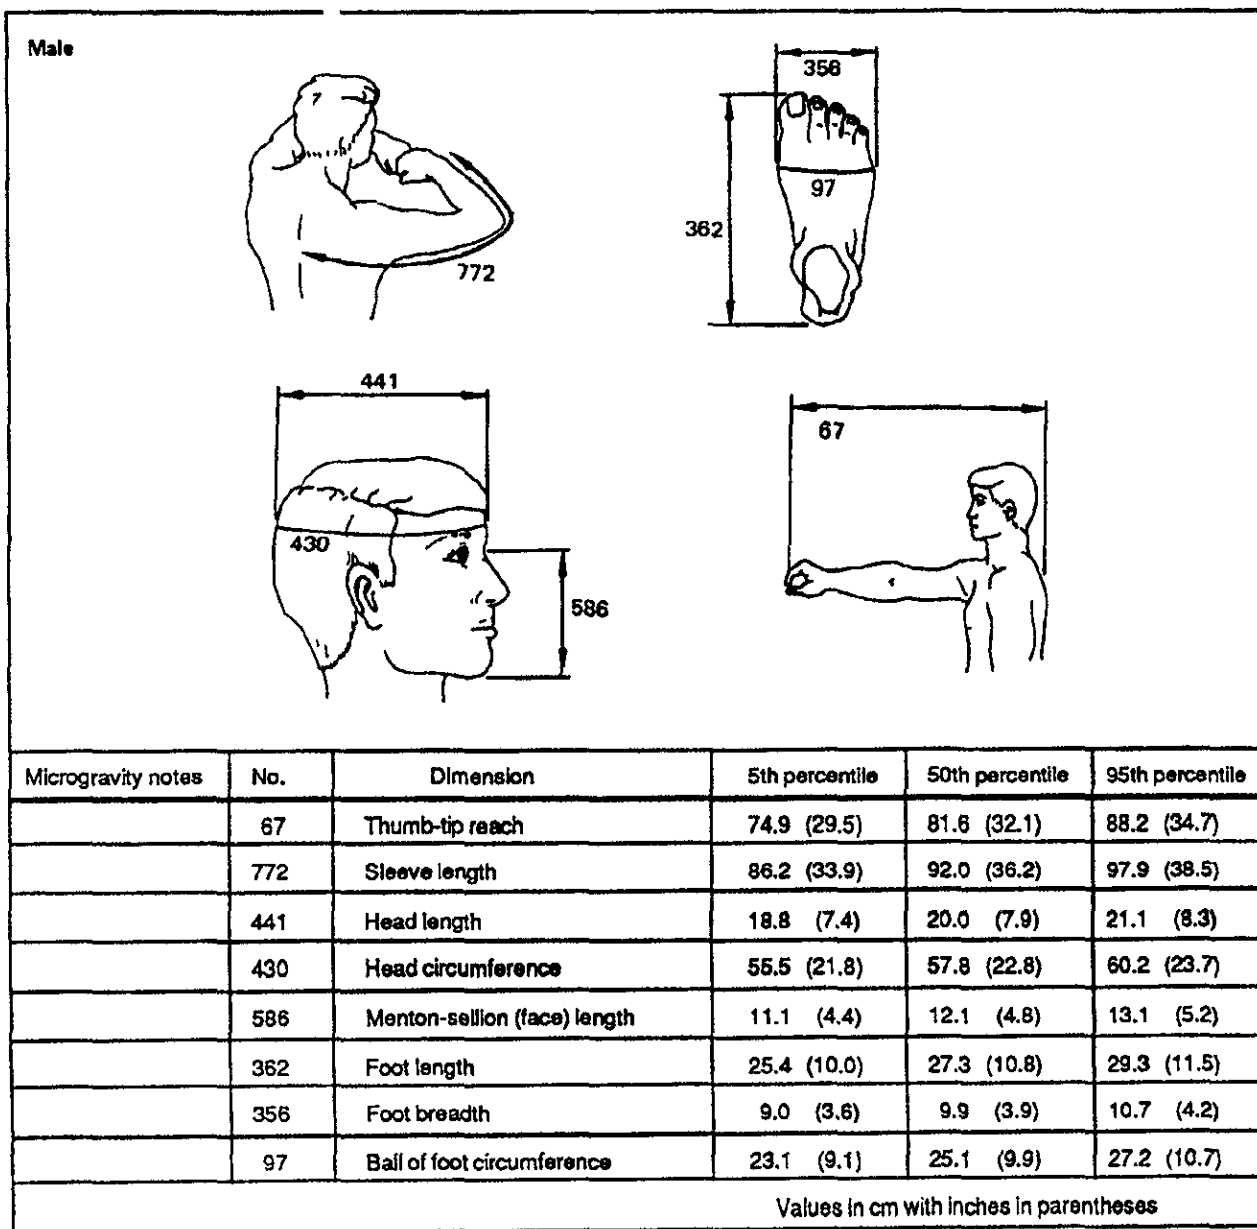 Male
356
97
362
772
441
430
586
67
Microgravity notes No. Dimension 5th percentile 50th percentile 95th percentile
67 Thumb-tip reach 74.9 (29.5) 81.6 (32.1) 88.2 (34.7)
772 Sleeve length 86.2 (33.9) 92.0 (36.2) 97.9 (38.5)
441 Head length 18.8 (7.4) 20.0 (7.9) 21.1 (8.3)
430 Head circumference 55.5 (21.8) 57.8 (22.8) 60.2 (23.7)
586 Menton-sellion (face) length 11.1 (4.4) 12.1 (4.8) 13.1 (5.2)
362 Foot length 25.4 (10.0) 27.3 (10.8) 29.3 (11.5)
356 Foot breadth 9.0 (3.6) 9.9 (3.9) 10.7 (4.2)
97 Ball of foot circumference 23.1 (9.1) 25.1 (9.9) 27.2 (10.7)
Values in cm with inches in parentheses